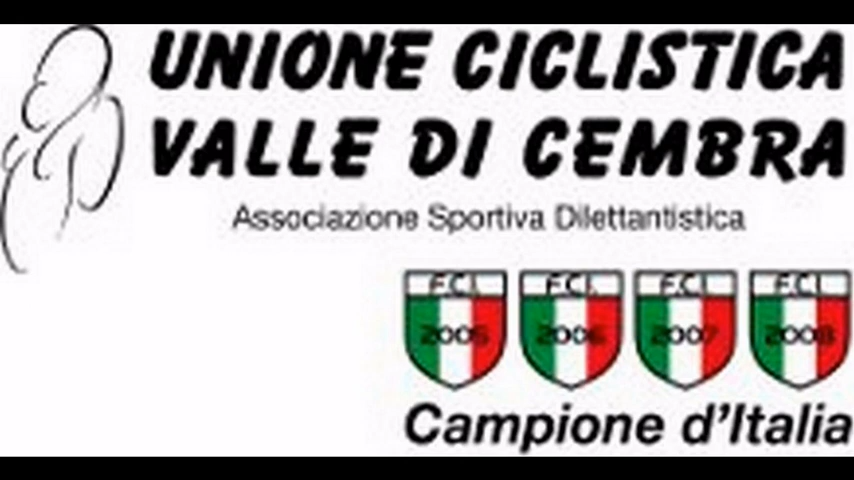 UNIONE CICLISTICA
VALLE DI CEMBRA
Associazione Sportiva Dilettantistica
F.C.I. F.C.I. F.C.I. F.C.I.
2005 2006 2007 2008
Campione d'Italia